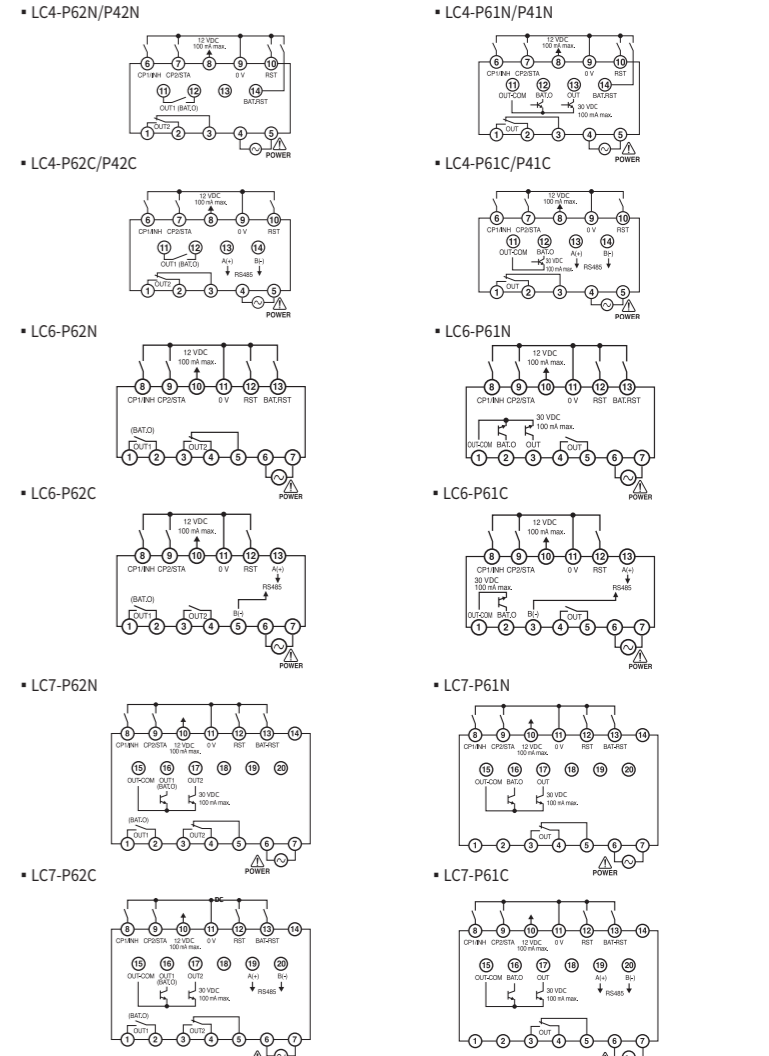 ▪ LC4-P62N/P42N
12 VDC
100 mA max.
6 7 8 9 10
CP1/INH CP2/STA 0 V RST
11 12 13 14
OUT1 (BAT.O) BAT.RST
OUT2
1 2 3 4 5
POWER
▪ LC4-P61N/P41N
12 VDC
100 mA max.
6 7 8 9 10
CP1/INH CP2/STA 0 V RST
11 12 13 14
OUT-COM BAT.O OUT BAT.RST
30 VDC
100 mA max.
OUT
1 2 3 4 5
POWER
▪ LC4-P62C/P42C
12 VDC
100 mA max.
6 7 8 9 10
CP1/INH CP2/STA 0 V RST
11 12 13 14
OUT1 (BAT.O) A(+) B(-)
RS485
OUT2
1 2 3 4 5
POWER
▪ LC4-P61C/P41C
12 VDC
100 mA max.
6 7 8 9 10
CP1/INH CP2/STA 0 V RST
11 12 13 14
OUT-COM BAT.O A(+) B(-)
30 VDC
100 mA max. RS485
OUT
1 2 3 4 5
POWER
▪ LC6-P62N
12 VDC
100 mA max.
8 9 10 11 12 13
CP1/INH CP2/STA 0 V RST BAT.RST
(BAT.O)
OUT1 OUT2
1 2 3 4 5 6 7
POWER
▪ LC6-P61N
12 VDC
100 mA max.
8 9 10 11 12 13
CP1/INH CP2/STA 0 V RST BAT.RST
30 VDC
100 mA max.
OUT-COM BAT.O OUT OUT
1 2 3 4 5 6 7
POWER
▪ LC6-P62C
12 VDC
100 mA max.
8 9 10 11 12 13
CP1/INH CP2/STA 0 V RST A(+)
RS485
(BAT.O)
OUT1 OUT2 B(-)
1 2 3 4 5 6 7
POWER
▪ LC6-P61C
12 VDC
100 mA max.
8 9 10 11 12 13
CP1/INH CP2/STA 0 V RST A(+)
30 VDC
100 mA max. RS485
OUT-COM BAT.O B(-) OUT
1 2 3 4 5 6 7
POWER
▪ LC7-P62N
8 9 10 11 12 13 14
CP1/INH CP2/STA 12 VDC 0 V RST BAT-RST
100 mA max.
15 16 17 18 19 20
OUT-COM OUT1 OUT2
(BAT.O)
30 VDC
100 mA max.
(BAT.O)
OUT1 OUT2
1 2 3 4 5 6 7
POWER
▪ LC7-P61N
8 9 10 11 12 13 14
CP1/INH CP2/STA 12 VDC 0 V RST BAT-RST
100 mA max.
15 16 17 18 19 20
OUT-COM BAT.O OUT
30 VDC
100 mA max.
OUT
1 2 3 4 5 6 7
POWER
▪ LC7-P62C
DC
8 9 10 11 12 13 14
CP1/INH CP2/STA 12 VDC 0 V RST BAT-RST
100 mA max.
15 16 17 18 19 20
OUT-COM OUT1 OUT2 A(+) B(-)
(BAT.O)
30 VDC RS485
100 mA max.
(BAT.O)
OUT1 OUT2
1 2 3 4 5 6 7
▪ LC7-P61C
8 9 10 11 12 13 14
CP1/INH CP2/STA 12 VDC 0 V RST BAT-RST
100 mA max.
15 16 17 18 19 20
OUT-COM BAT.O OUT A(+) B(-)
30 VDC RS485
100 mA max.
OUT
1 2 3 4 5 6 7